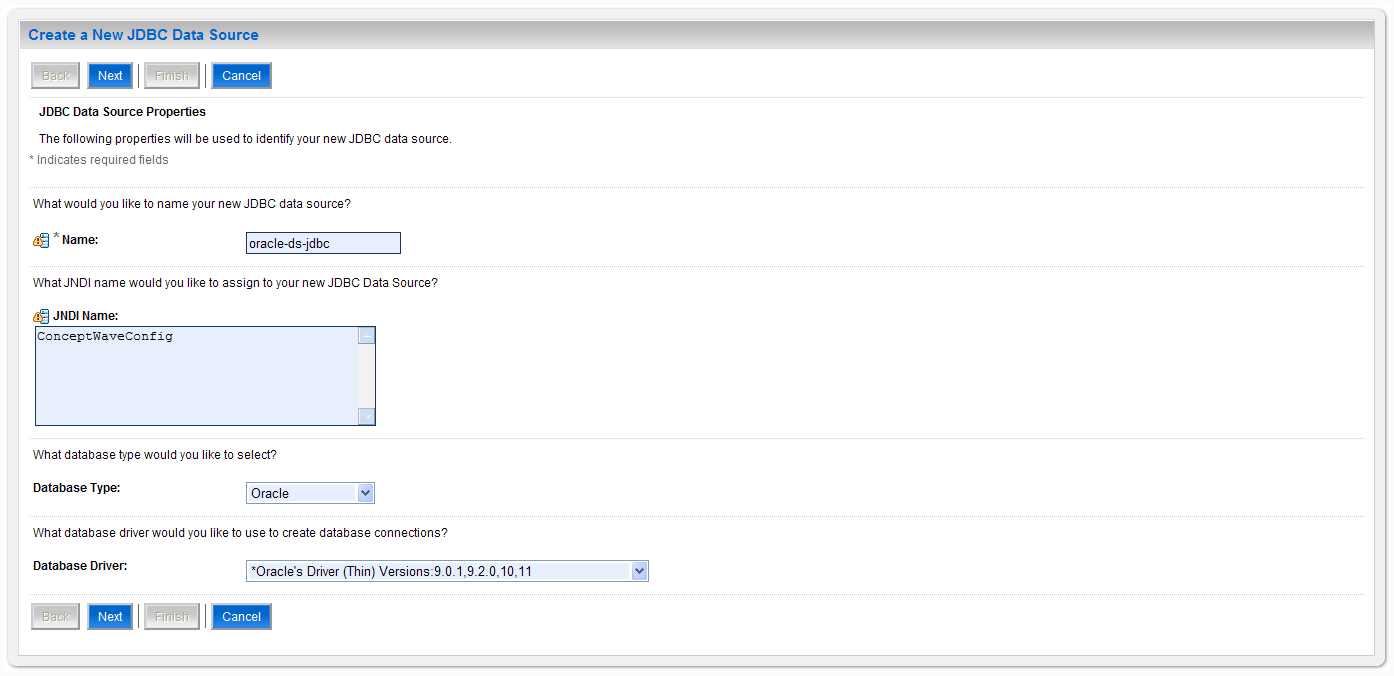 Create a New JDBC Data Source
Back Next Finish Cancel
JDBC Data Source Properties
The following properties will be used to identify your new JDBC data source.
* Indicates required fields
What would you like to name your new JDBC data source?
* Name: oracle-ds-jdbc
What JNDI name would you like to assign to your new JDBC Data Source?
JNDI Name:
ConceptWaveConfig
What database type would you like to select?
Database Type: Oracle
What database driver would you like to use to create database connections?
Database Driver: *Oracle's Driver (Thin) Versions:9.0.1,9.2.0,10,11
Back Next Finish Cancel